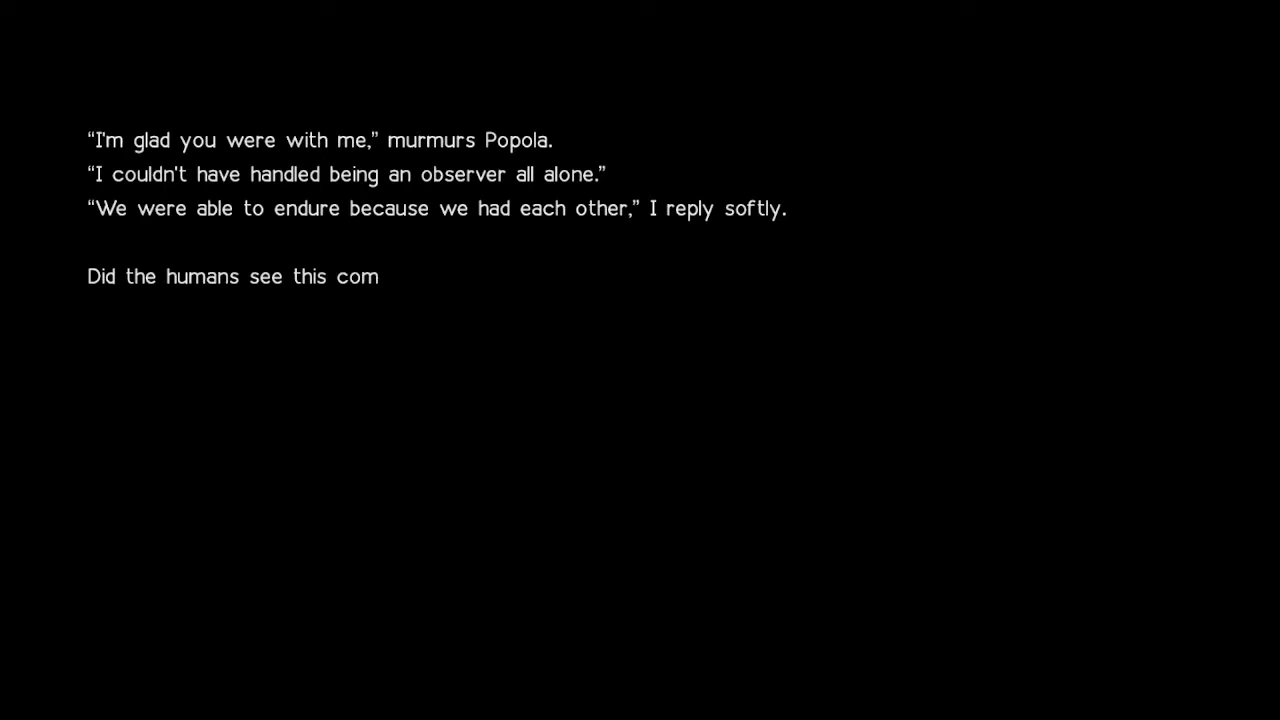 “I'm glad you were with me,” murmurs Popola.
“I couldn't have handled being an observer all alone.”
“We were able to endure because we had each other,” I reply softly.
Did the humans see this com